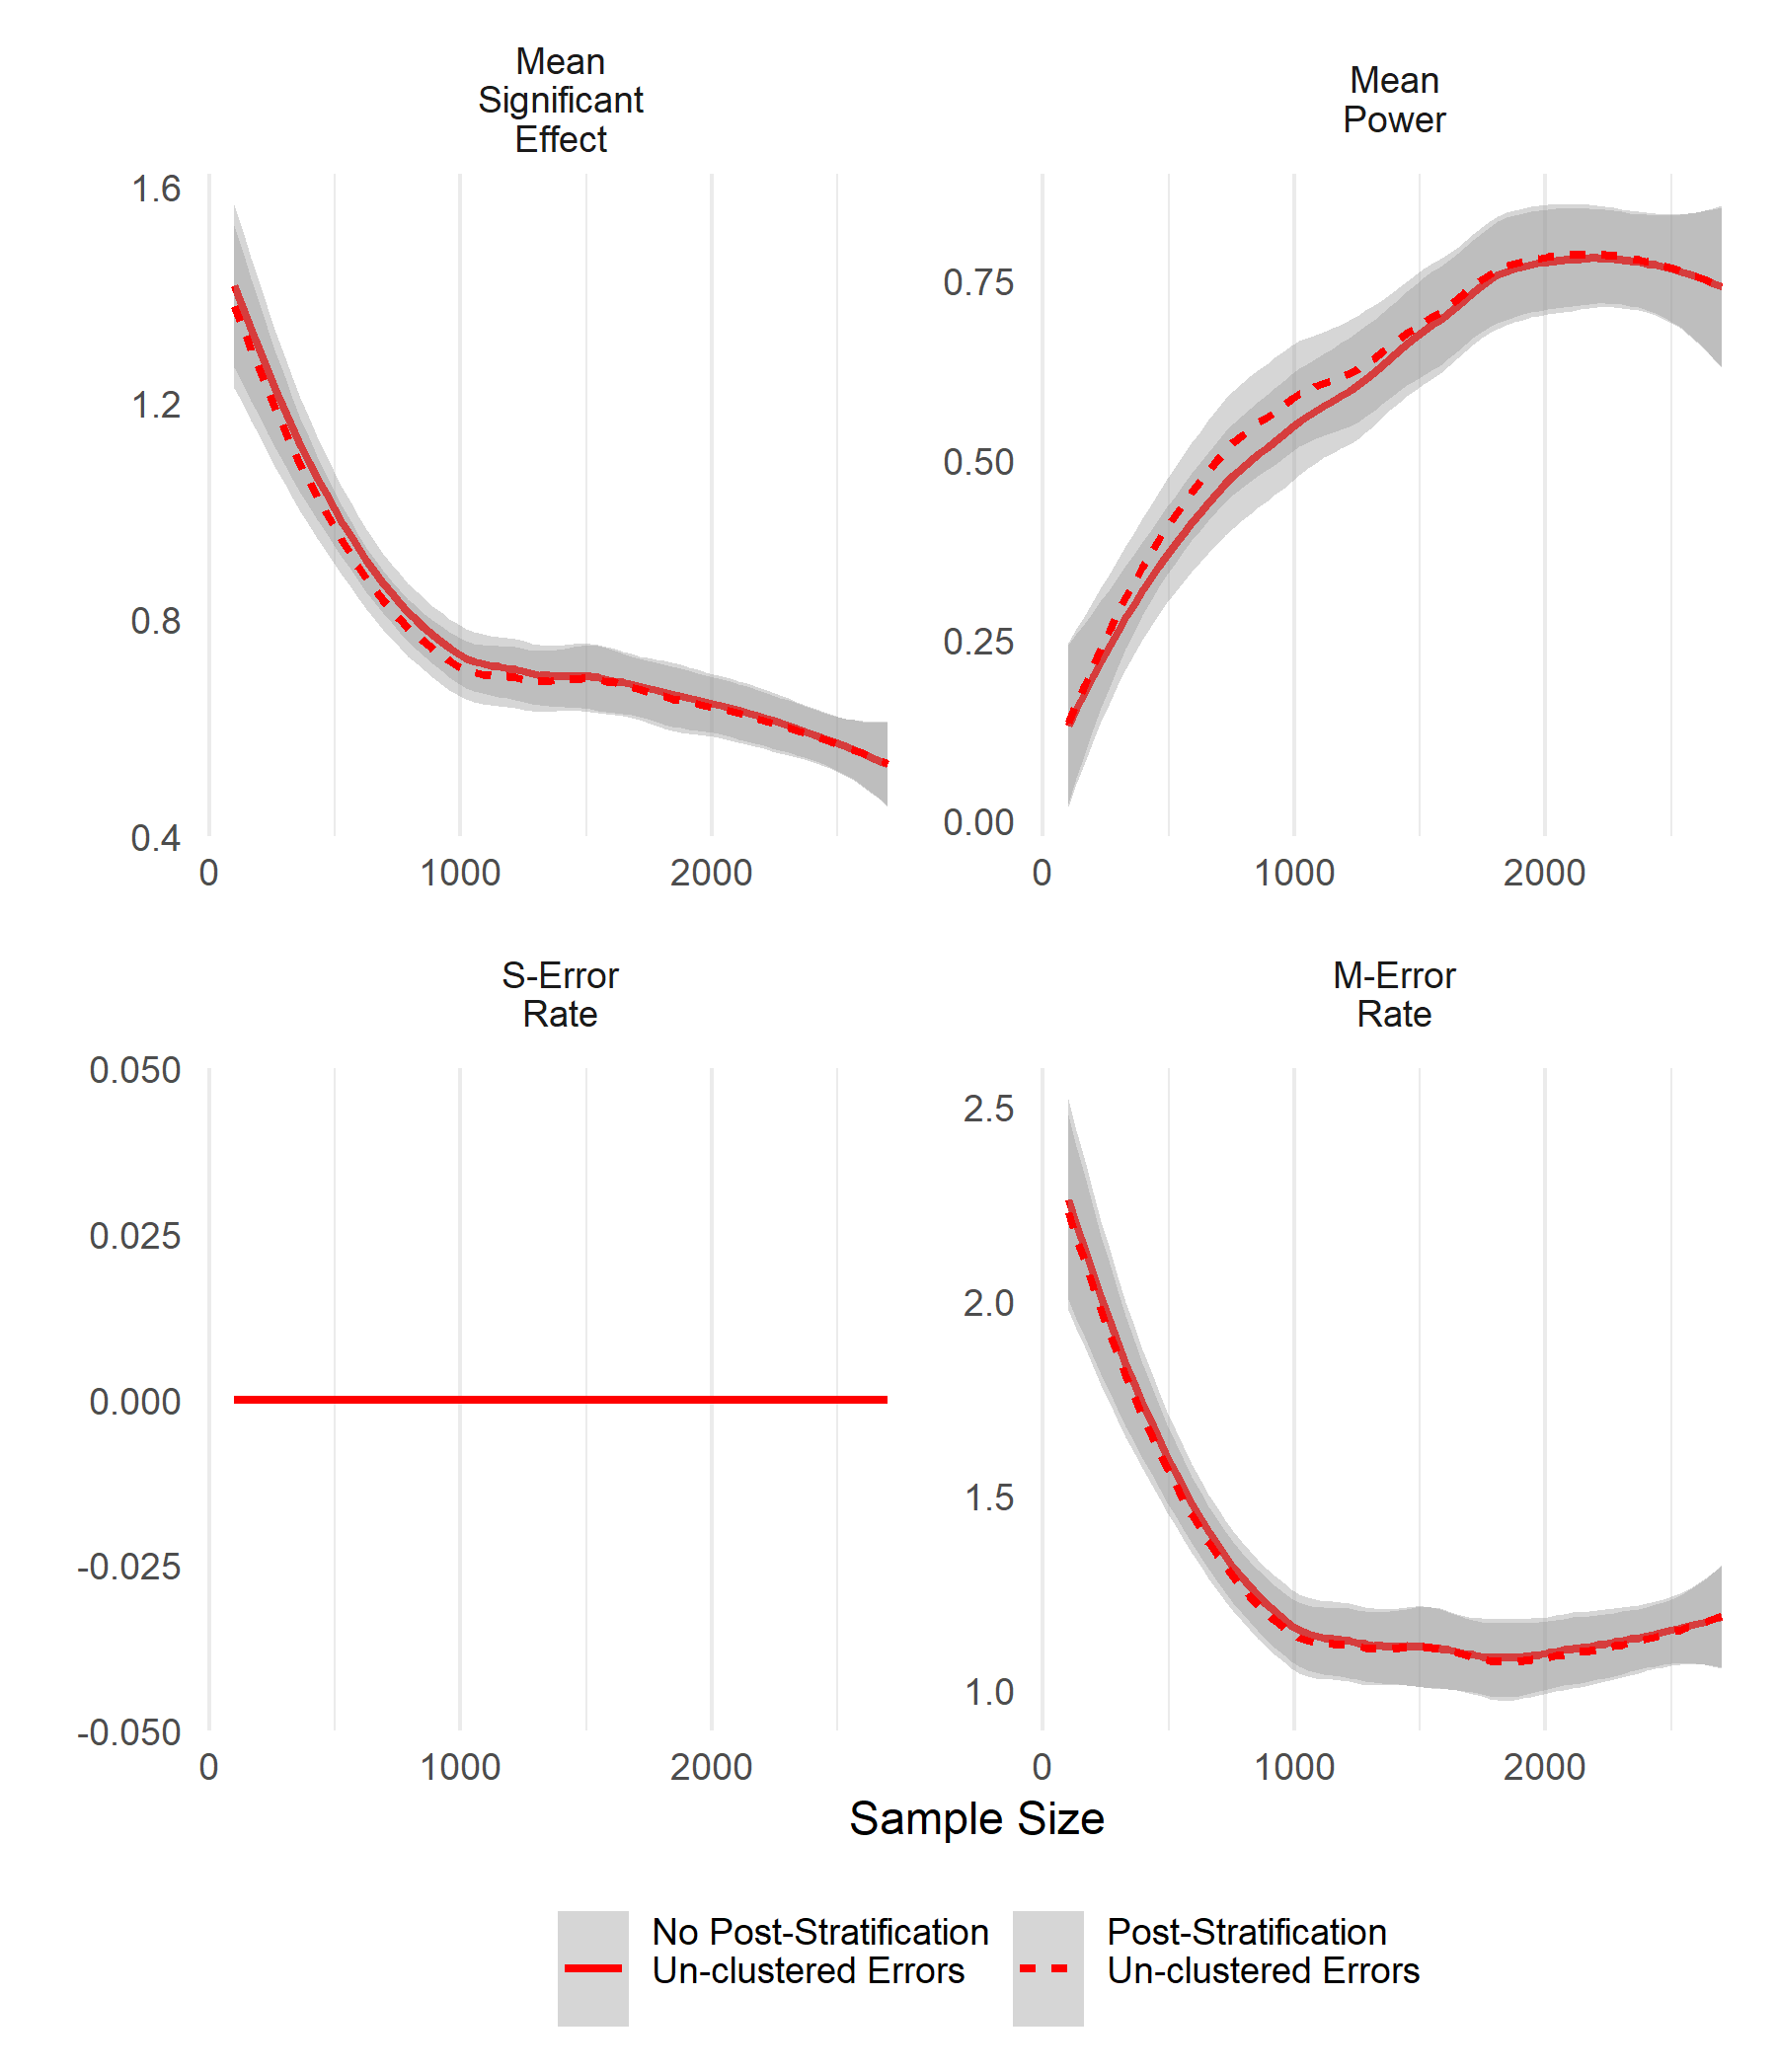 Mean
Significant
Effect
Mean
Power
1.6
1.2
0.8
0.4
0.75
0.50
0.25
0.00
0 1000 2000
0 1000 2000
S-Error
Rate
M-Error
Rate
0.050
0.025
0.000
-0.025
-0.050
2.5
2.0
1.5
1.0
0 1000 2000
0 1000 2000
Sample Size
No Post-Stratification
Un-clustered Errors
Post-Stratification
Un-clustered Errors